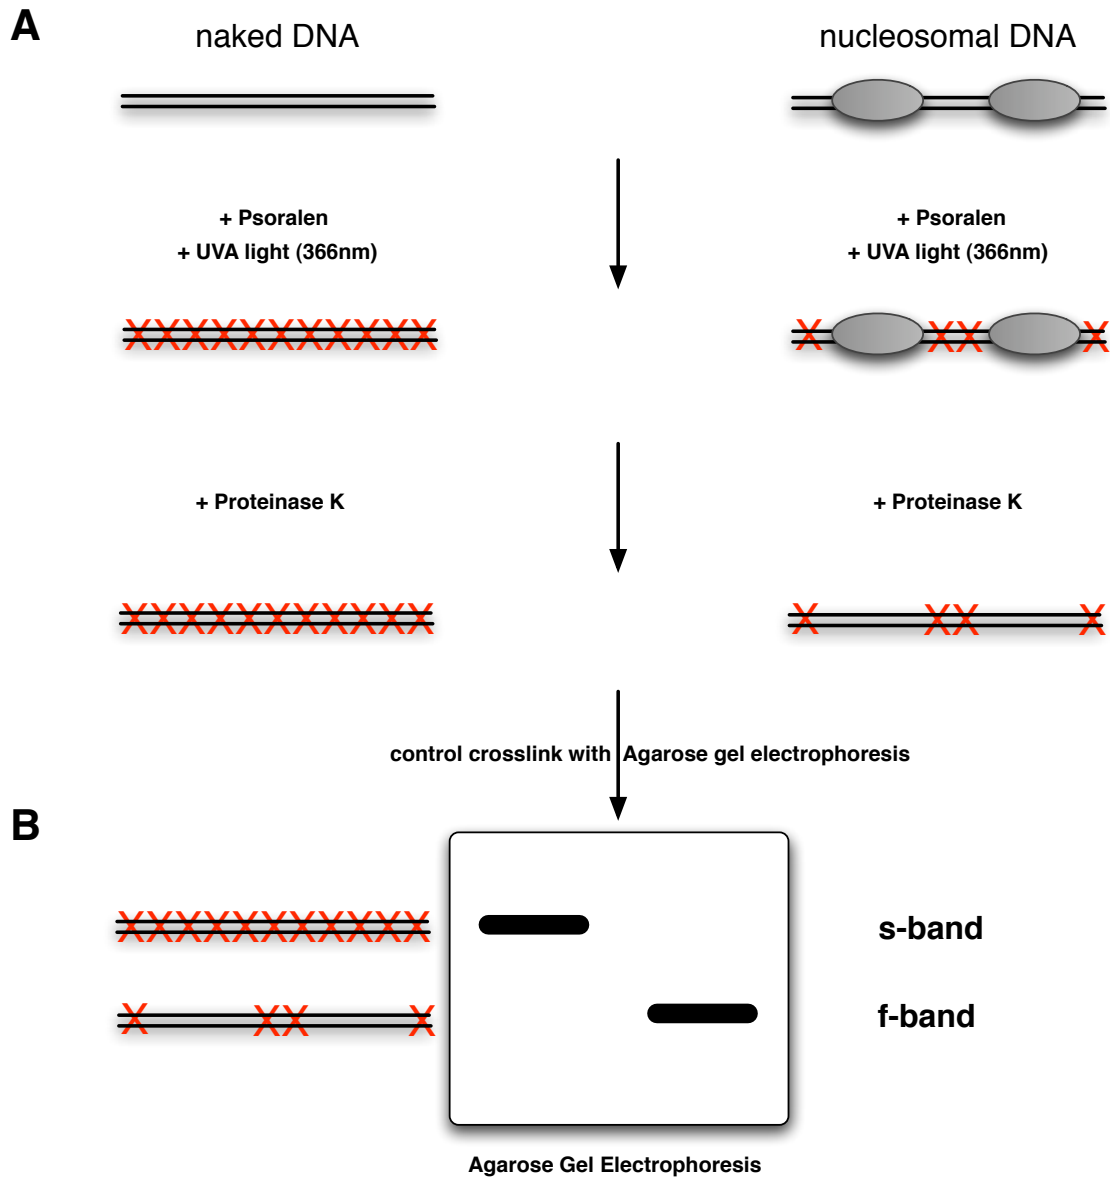 A
naked DNA
nucleosomal DNA
+ Psoralen
+ UVA light (366nm)
+ Psoralen
+ UVA light (366nm)
+ Proteinase K
+ Proteinase K
control crosslink with Agarose gel electrophoresis
B
s-band
f-band
Agarose Gel Electrophoresis